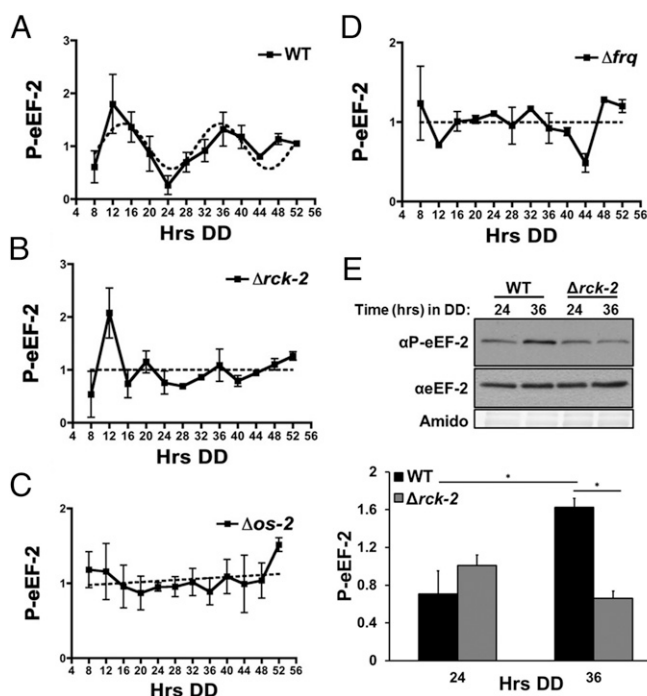 A
WT
P-eEF-2
3
2
1
0
4 8 12 16 20 24 28 32 36 40 44 48 52 56
Hrs DD
B
Δrck-2
P-eEF-2
3
2
1
0
4 8 12 16 20 24 28 32 36 40 44 48 52 56
Hrs DD
C
Δos-2
P-eEF-2
2
1
0
4 8 12 16 20 24 28 32 36 40 44 48 52 56
Hrs DD
D
Δfrq
P-eEF-2
2
1
0
4 8 12 16 20 24 28 32 36 40 44 48 52 56
Hrs DD
E
WT Δrck-2
Time (hrs) in DD: 24 36 24 36
αP-eEF-2
αeEF-2
Amido
WT
Δrck-2
* *
P-eEF-2
2
1.6
1.2
0.8
0.4
0
24 36
Hrs DD